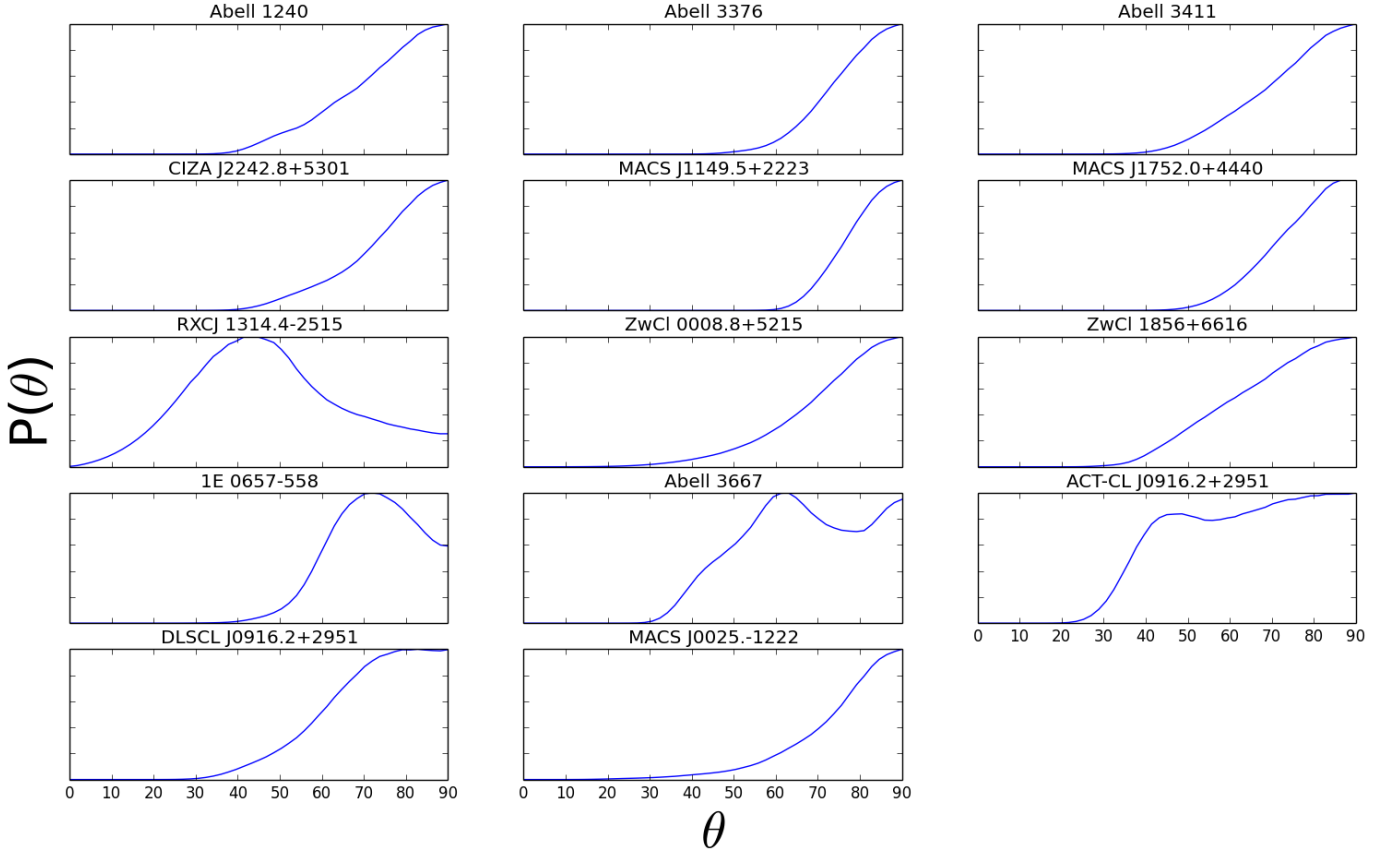 Abell 1240
Abell 3376
Abell 3411
CIZA J2242.8+5301
MACS J1149.5+2223
MACS J1752.0+4440
RXCJ 1314.4-2515
ZwCl 0008.8+5215
ZwCl 1856+6616
P(θ)
1E 0657-558
Abell 3667
ACT-CL J0916.2+2951
0 10 20 30 40 50 60 70 80 90
DLSCL J0916.2+2951
MACS J0025.-1222
0 10 20 30 40 50 60 70 80 90
0 10 20 30 40 50 60 70 80 90
θ